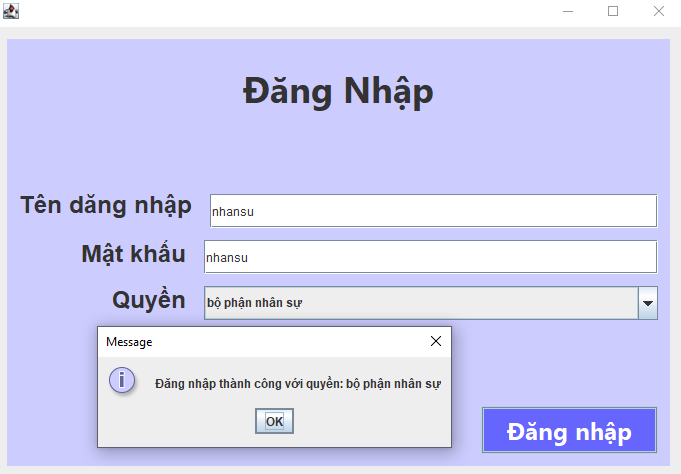 Đăng Nhập
Tên dăng nhập
nhansu
Mật khẩu
nhansu
Quyền
bộ phận nhân sự
Message
Đăng nhập thành công với quyền: bộ phận nhân sự
OK
Đăng nhập